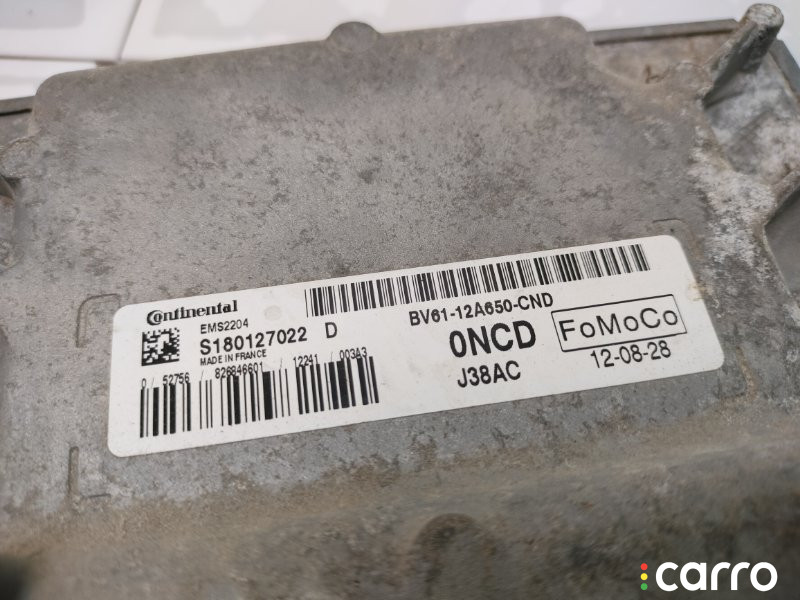 Continental
EMS2204
S180127022 D
MADE IN FRANCE
0 / 52756 / 826846601 / 12241 / 003A3
BV61-12A650-CND
0NCD
FoMoCo
J38AC
12-08-28
carro